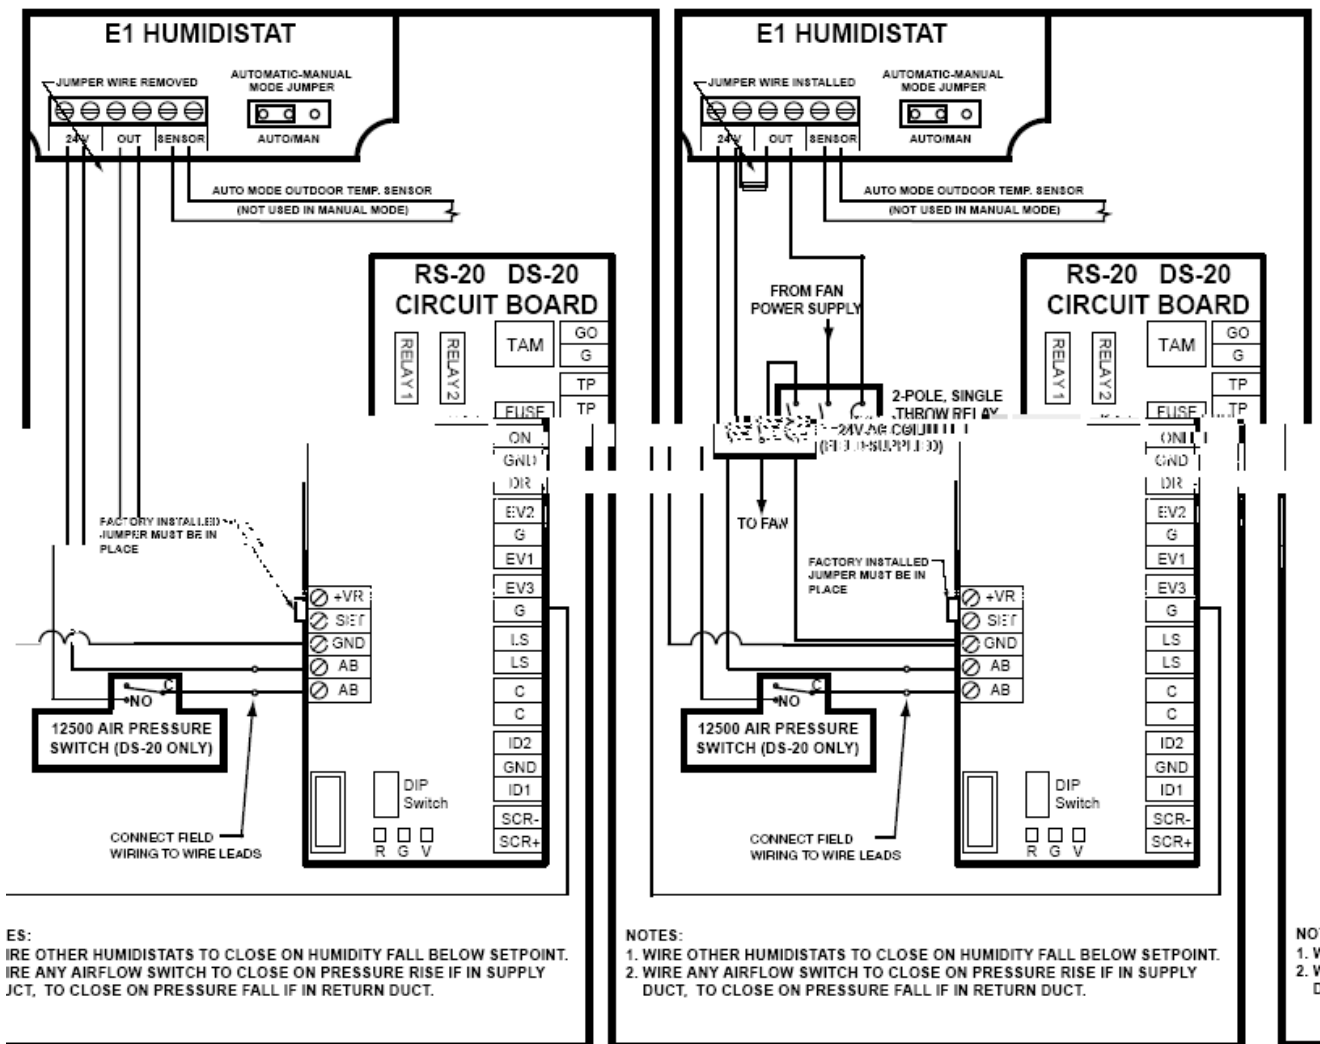 E1 HUMIDISTAT
JUMPER WIRE REMOVED
AUTOMATIC-MANUAL
MODE JUMPER
24V OUT SENSOR
AUTO/MAN
AUTO MODE OUTDOOR TEMP. SENSOR
(NOT USED IN MANUAL MODE)
RS-20 DS-20
CIRCUIT BOARD
RELAY 1
RELAY 2
TAM
GO
G
TP
FUSE
TP
ON
GND
DIR
EV2
G
EV1
EV3
G
LS
LS
C
C
ID2
GND
ID1
SCR-
SCR+
FACTORY INSTALLED
JUMPER MUST BE IN
PLACE
+VR
SET
GND
AB
AB
C
NO
12500 AIR PRESSURE
SWITCH (DS-20 ONLY)
DIP
Switch
R G V
CONNECT FIELD
WIRING TO WIRE LEADS
ES:
IRE OTHER HUMIDISTATS TO CLOSE ON HUMIDITY FALL BELOW SETPOINT.
IRE ANY AIRFLOW SWITCH TO CLOSE ON PRESSURE RISE IF IN SUPPLY
UCT, TO CLOSE ON PRESSURE FALL IF IN RETURN DUCT.
E1 HUMIDISTAT
JUMPER WIRE INSTALLED
AUTOMATIC-MANUAL
MODE JUMPER
24V OUT SENSOR
AUTO/MAN
AUTO MODE OUTDOOR TEMP. SENSOR
(NOT USED IN MANUAL MODE)
FROM FAN
POWER SUPPLY
2-POLE, SINGLE
THROW RELAY
24V AC COIL
(FIELD SUPPLIED)
TO FAN
RS-20 DS-20
CIRCUIT BOARD
RELAY 1
RELAY 2
TAM
GO
G
TP
FUSE
TP
ON
GND
DIR
EV2
G
EV1
EV3
G
LS
LS
C
C
ID2
GND
ID1
SCR-
SCR+
FACTORY INSTALLED
JUMPER MUST BE IN
PLACE
+VR
SET
GND
AB
AB
C
NO
12500 AIR PRESSURE
SWITCH (DS-20 ONLY)
DIP
Switch
R G V
CONNECT FIELD
WIRING TO WIRE LEADS
NOTES:
1. WIRE OTHER HUMIDISTATS TO CLOSE ON HUMIDITY FALL BELOW SETPOINT.
2. WIRE ANY AIRFLOW SWITCH TO CLOSE ON PRESSURE RISE IF IN SUPPLY
DUCT, TO CLOSE ON PRESSURE FALL IF IN RETURN DUCT.
NO
1. W
2. W
D